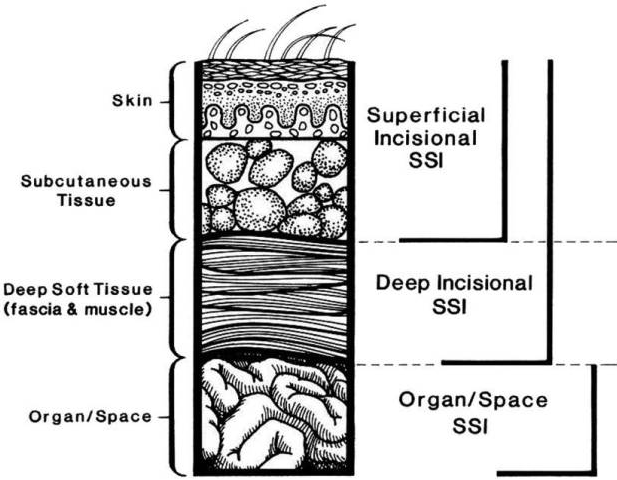 Skin
Subcutaneous
Tissue
Deep Soft Tissue
(fascia & muscle)
Organ/Space
Superficial
Incisional
SSI
Deep Incisional
SSI
Organ/Space
SSI